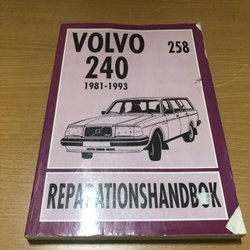 VOLVO 258
240
1981-1993
REPARATIONSHANDBOK